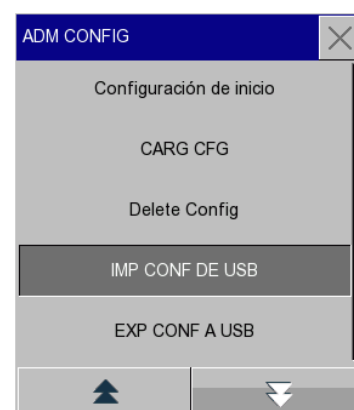 ADM CONFIG
Configuración de inicio
CARG CFG
Delete Config
IMP CONF DE USB
EXP CONF A USB